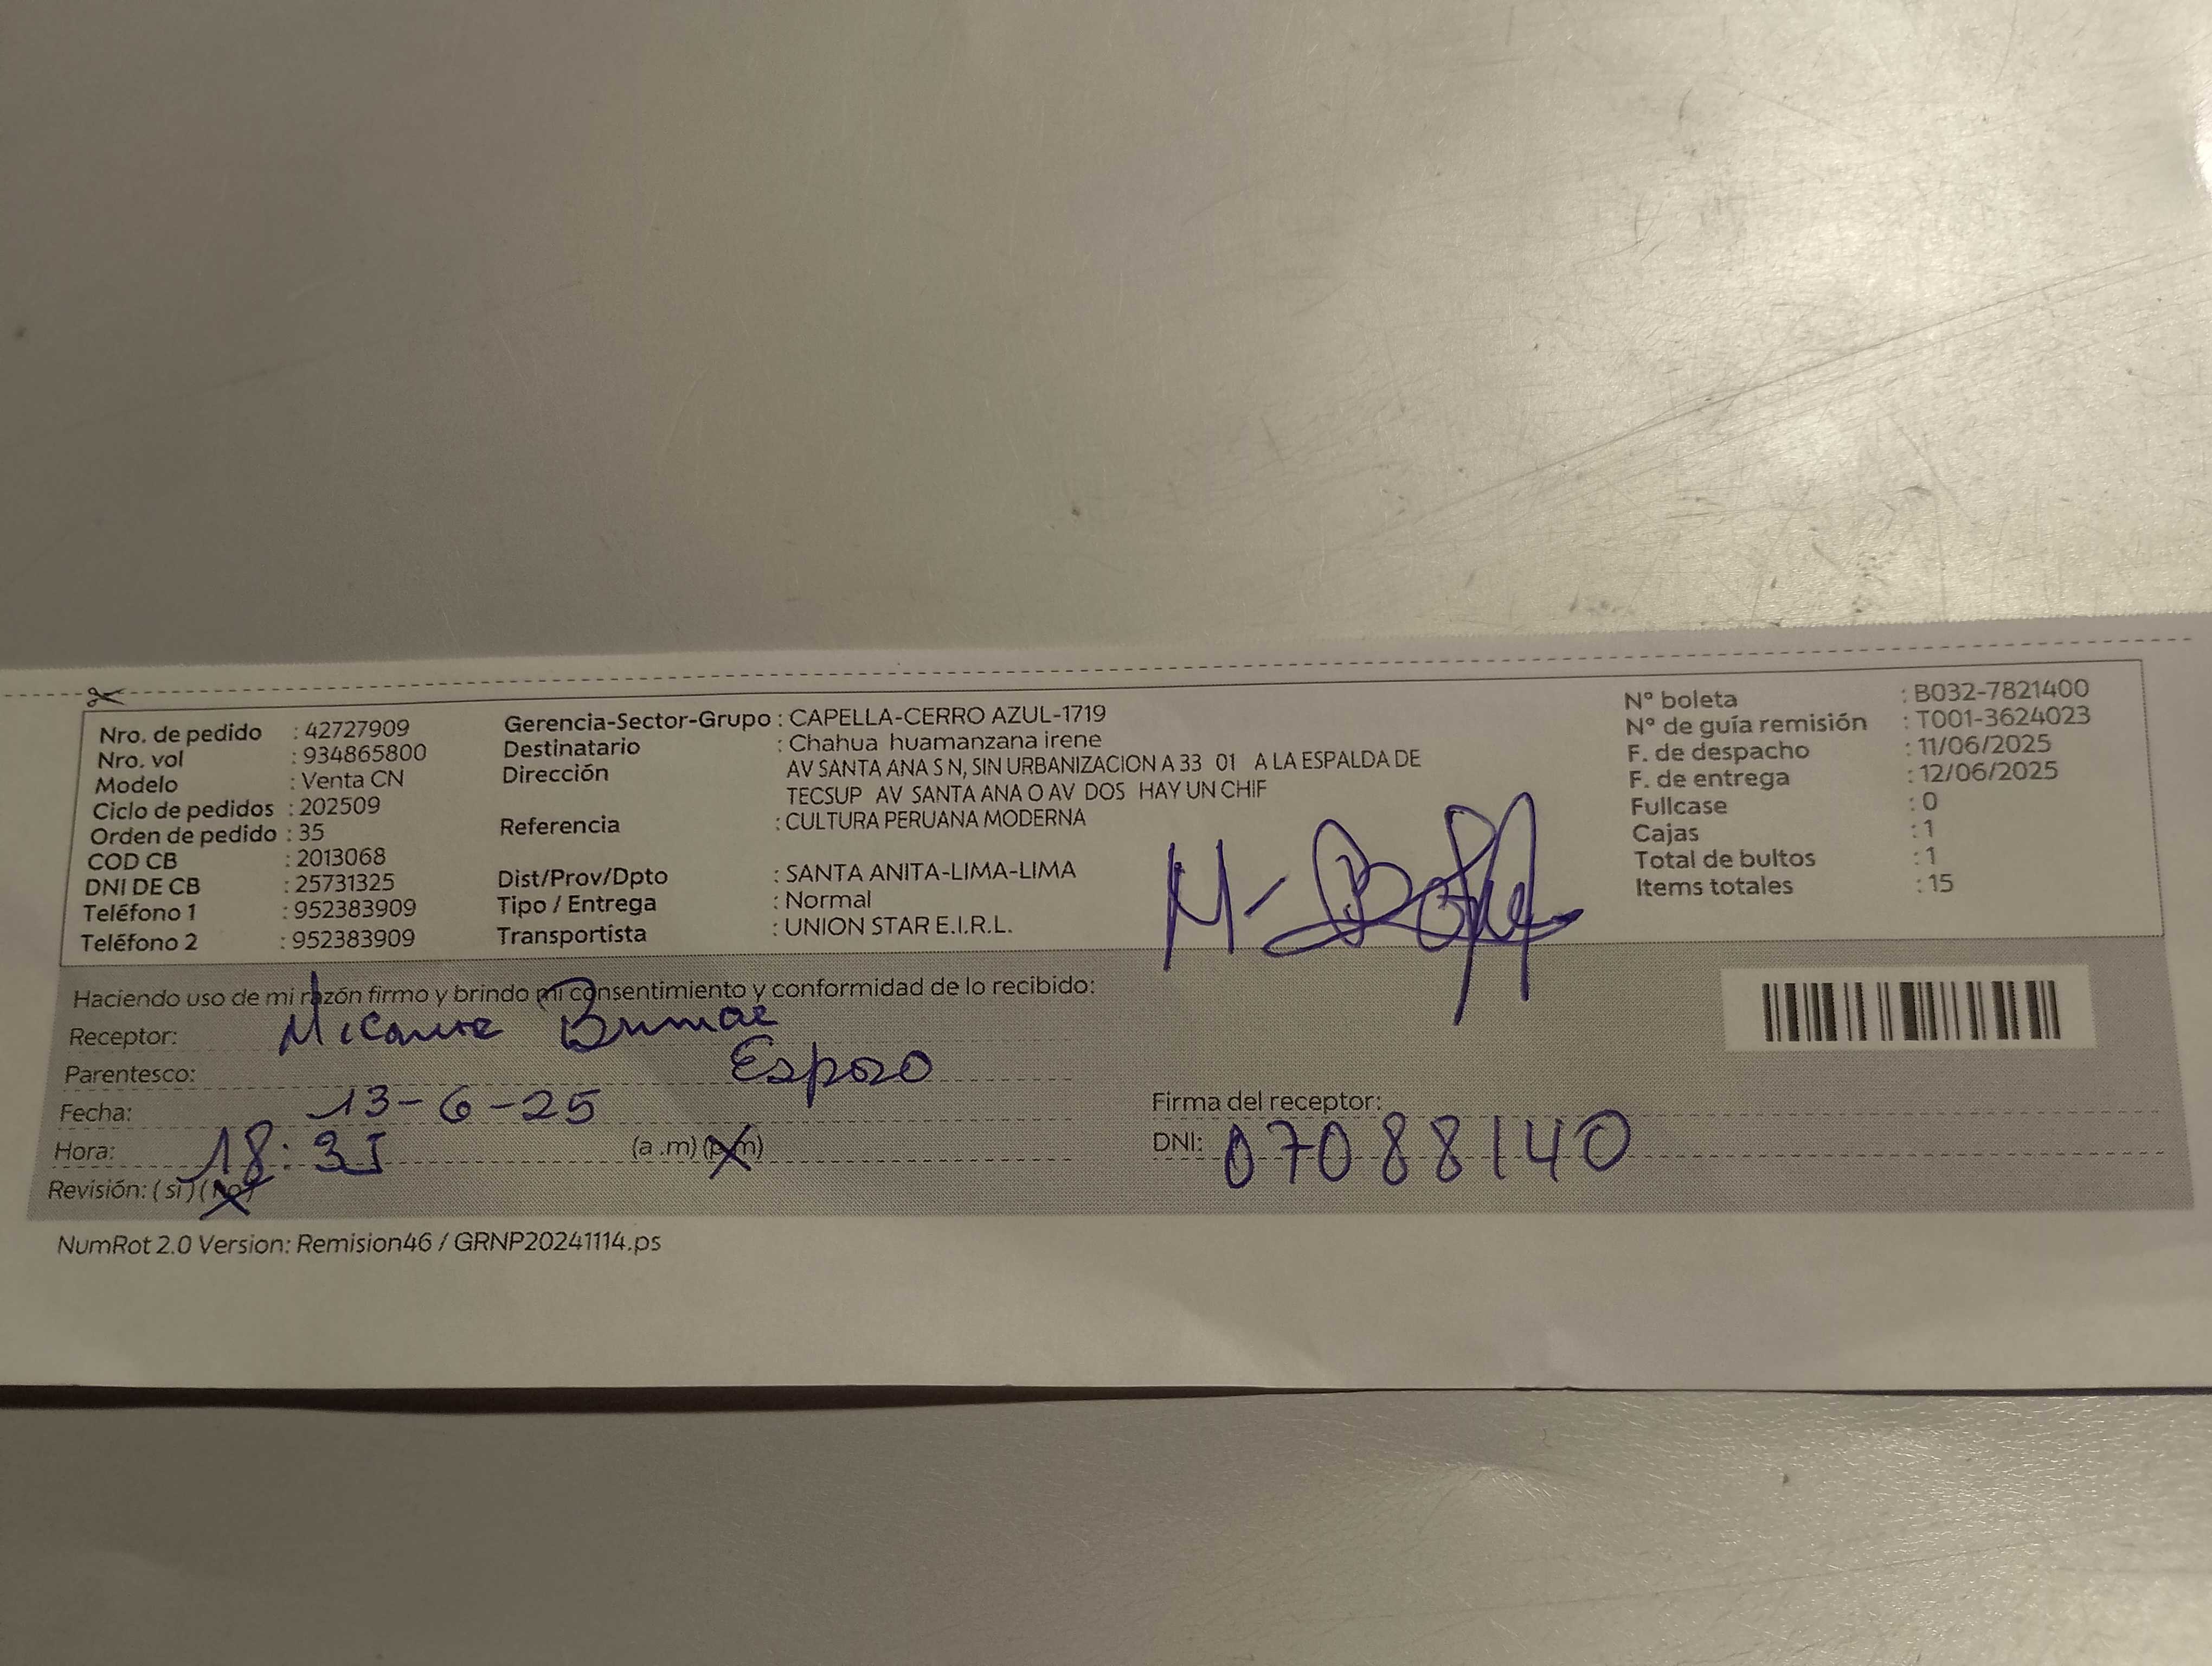 Nro. de pedido : 42727909
Nro. vol : 934865800
Modelo : Venta CN
Ciclo de pedidos : 202509
Orden de pedido : 35
COD CB : 2013068
DNI DE CB : 25731325
Teléfono 1 : 952383909
Teléfono 2 : 952383909
Gerencia-Sector-Grupo : CAPELLA-CERRO AZUL-1719
Destinatario : Chahua huamanzana irene
Dirección AV SANTA ANA S N, SIN URBANIZACION A 33 01 A LA ESPALDA DE
TECSUP AV SANTA ANA O AV DOS HAY UN CHIF
Referencia : CULTURA PERUANA MODERNA
Dist/Prov/Dpto : SANTA ANITA-LIMA-LIMA
Tipo / Entrega : Normal
Transportista : UNION STAR E.I.R.L.
N° boleta : B032-7821400
N° de guía remisión : T001-3624023
F. de despacho : 11/06/2025
F. de entrega : 12/06/2025
Fullcase : 0
Cajas : 1
Total de bultos : 1
Items totales : 15
Haciendo uso de mi razón firmo y brindo mi consentimiento y conformidad de lo recibido:
Receptor:
Parentesco: Esposo
Fecha: 13-6-25
Hora: 18:35 (a.m) (p.m)
Revisión: (si) (no)
Firma del receptor:
DNI: 07088140
NumRot 2.0 Version: Remision46 / GRNP20241114.ps